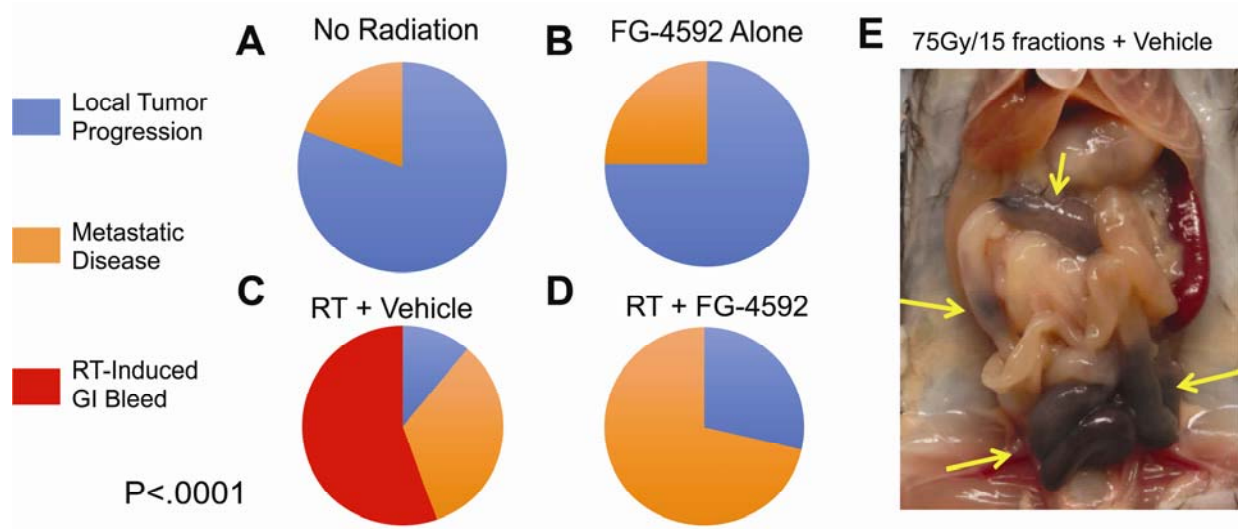 A
No Radiation
B
FG-4592 Alone
E
75Gy/15 fractions + Vehicle
Local Tumor
Progression
Metastatic
Disease
C
RT + Vehicle
D
RT + FG-4592
RT-Induced
GI Bleed
P<.0001